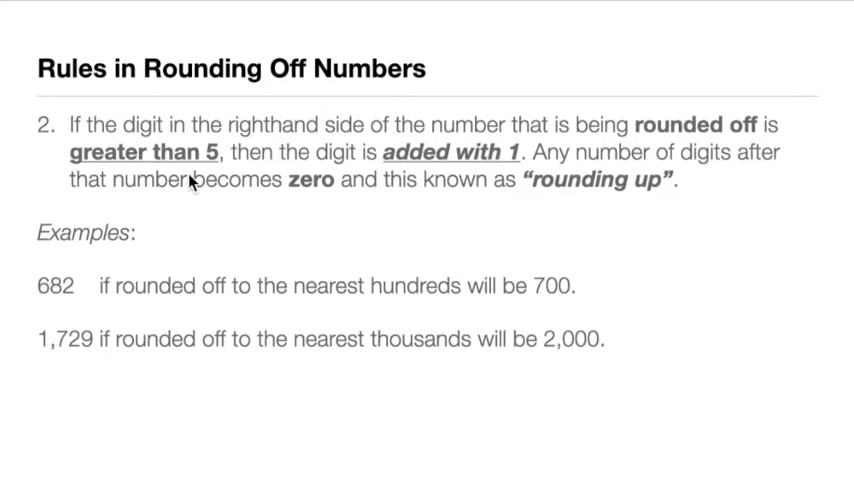 Rules in Rounding Off Numbers
2. If the digit in the righthand side of the number that is being rounded off is
greater than 5, then the digit is added with 1. Any number of digits after
that number becomes zero and this known as “rounding up”.
Examples:
682 if rounded off to the nearest hundreds will be 700.
1,729 if rounded off to the nearest thousands will be 2,000.